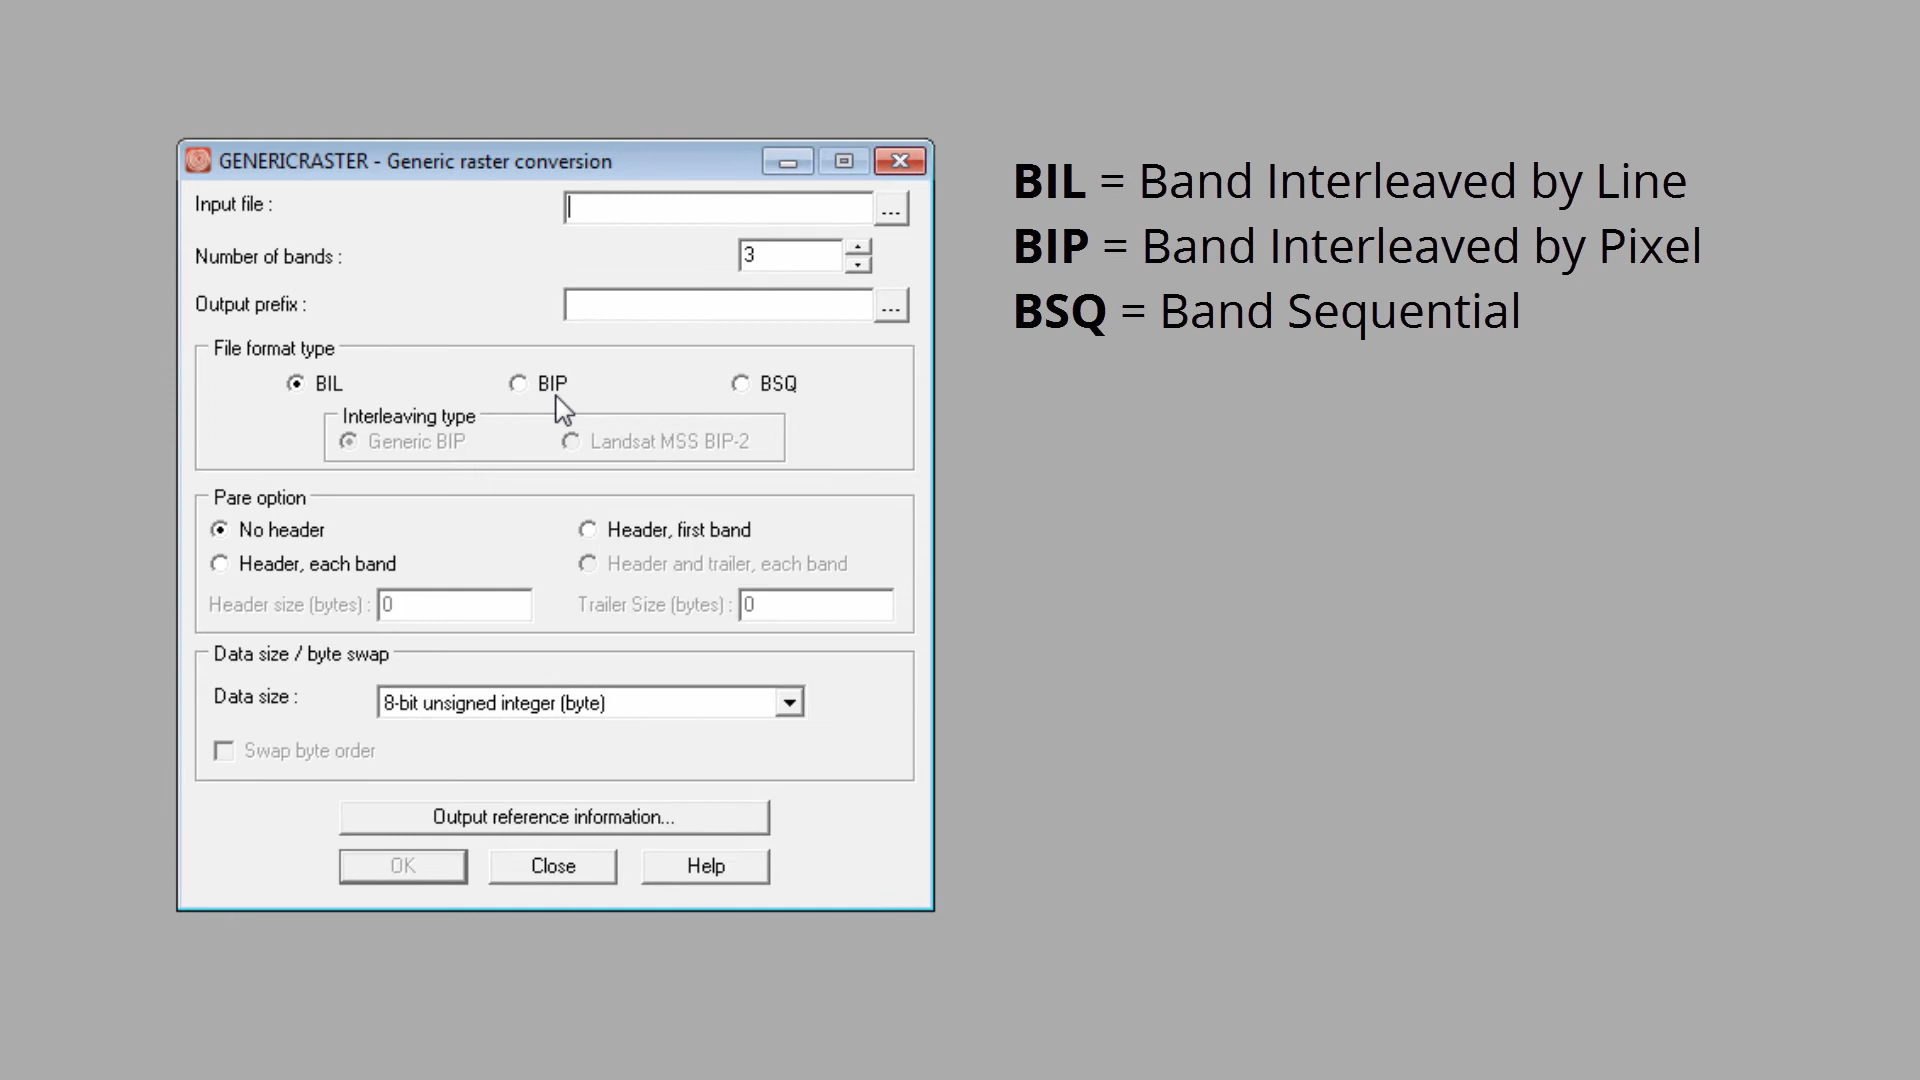 GENERICRASTER - Generic raster conversion
Input file :
...
Number of bands :
3
Output prefix :
...
File format type
BIL
BIP
BSQ
Interleaving type
Generic BIP
Landsat MSS BIP-2
Pare option
No header
Header, first band
Header, each band
Header and trailer, each band
Header size (bytes) :
0
Trailer Size (bytes) :
0
Data size / byte swap
Data size :
8-bit unsigned integer (byte)
Swap byte order
Output reference information...
OK
Close
Help
BIL = Band Interleaved by Line
BIP = Band Interleaved by Pixel
BSQ = Band Sequential